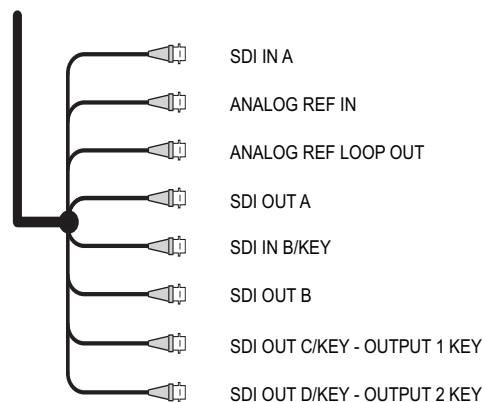 SDI IN A
ANALOG REF IN
ANALOG REF LOOP OUT
SDI OUT A
SDI IN B/KEY
SDI OUT B
SDI OUT C/KEY - OUTPUT 1 KEY
SDI OUT D/KEY - OUTPUT 2 KEY